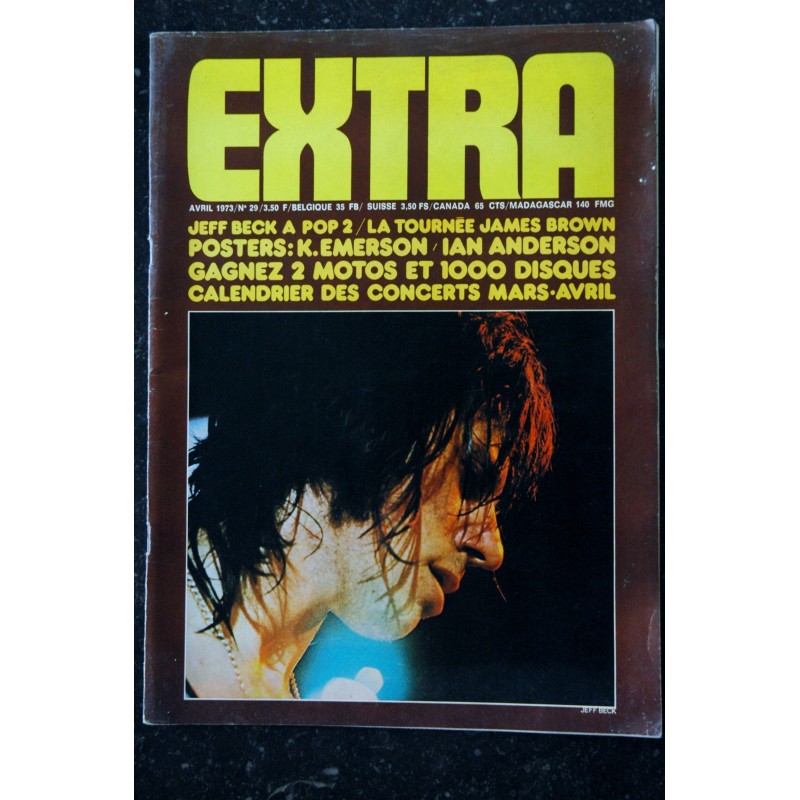 EXTRA
AVRIL 1973/N° 29/3,50 F/BELGIQUE 35 FB/ SUISSE 3,50 FS/CANADA 65 CTS/MADAGASCAR 140 FMG
JEFF BECK A POP 2/LA TOURNÉE JAMES BROWN
POSTERS: K. EMERSON / IAN ANDERSON
GAGNEZ 2 MOTOS ET 1000 DISQUES
CALENDRIER DES CONCERTS MARS·AVRIL
JEFF BECK